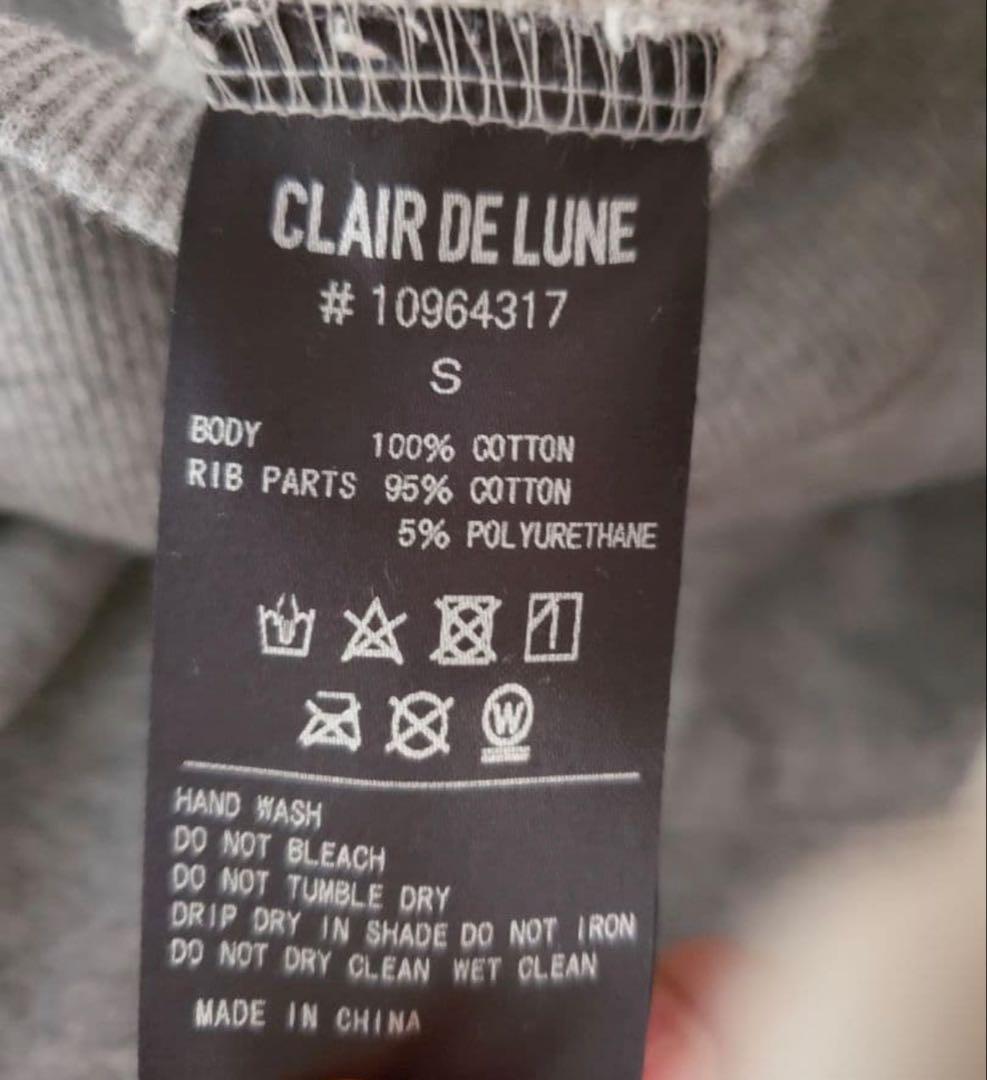 CLAIR DE LUNE
# 10964317
S
BODY 100% COTTON
RIB PARTS 95% COTTON
5% POLYURETHANE
W
HAND WASH
DO NOT BLEACH
DO NOT TUMBLE DRY
DRIP DRY IN SHADE DO NOT IRON
DO NOT DRY CLEAN WET CLEAN
MADE IN CHINA